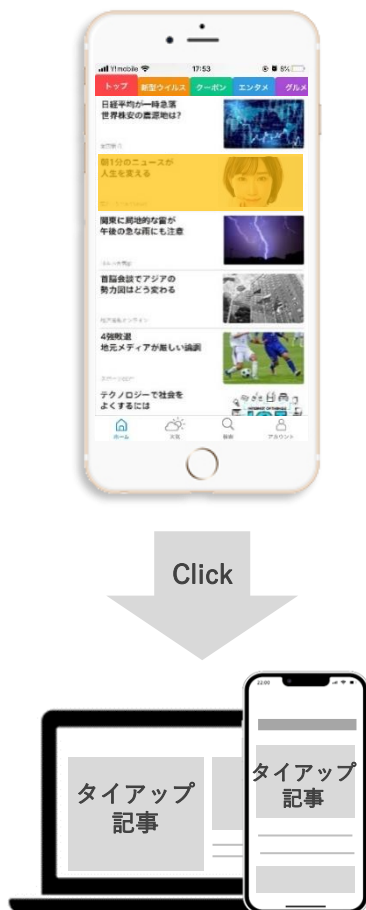 Y!mobile 17:53 8%
トップ 新型ウイルス クーポン エンタメ グルメ
日経平均が一時急落
世界株安の震源地は?
朝1分のニュースが
人生を変える
関東に局地的な雷が
午後の急な雨にも注意
首脳会談でアジアの
勢力図はどう変わる
4強敗退
地元メディアが厳しい論調
テクノロジーで社会を
よくするには
INTERNET OF THINGS
ホーム 天気 検索 アカウント
Click
22:00
タイアップ
記事
タイアップ
記事